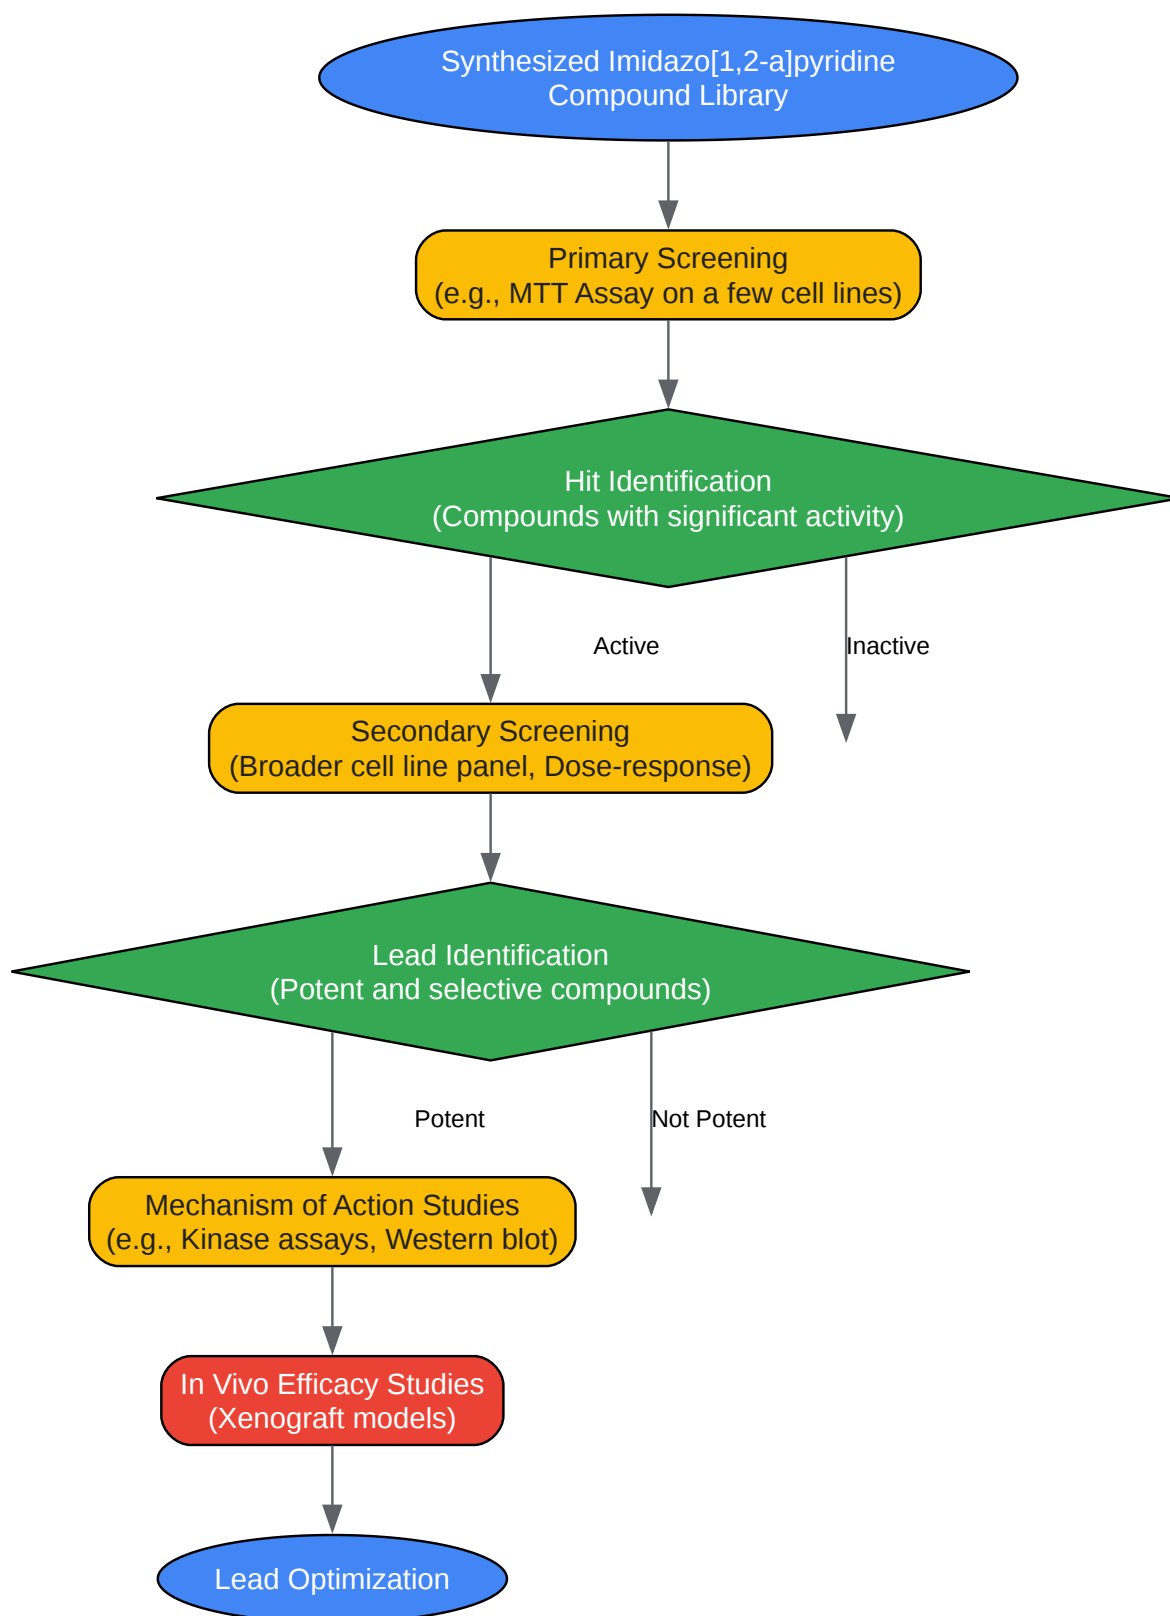 Synthesized Imidazo[1,2-a]pyridine
Compound Library
Primary Screening
(e.g., MTT Assay on a few cell lines)
Hit Identification
(Compounds with significant activity)
Active
Inactive
Secondary Screening
(Broader cell line panel, Dose-response)
Lead Identification
(Potent and selective compounds)
Potent
Not Potent
Mechanism of Action Studies
(e.g., Kinase assays, Western blot)
In Vivo Efficacy Studies
(Xenograft models)
Lead Optimization